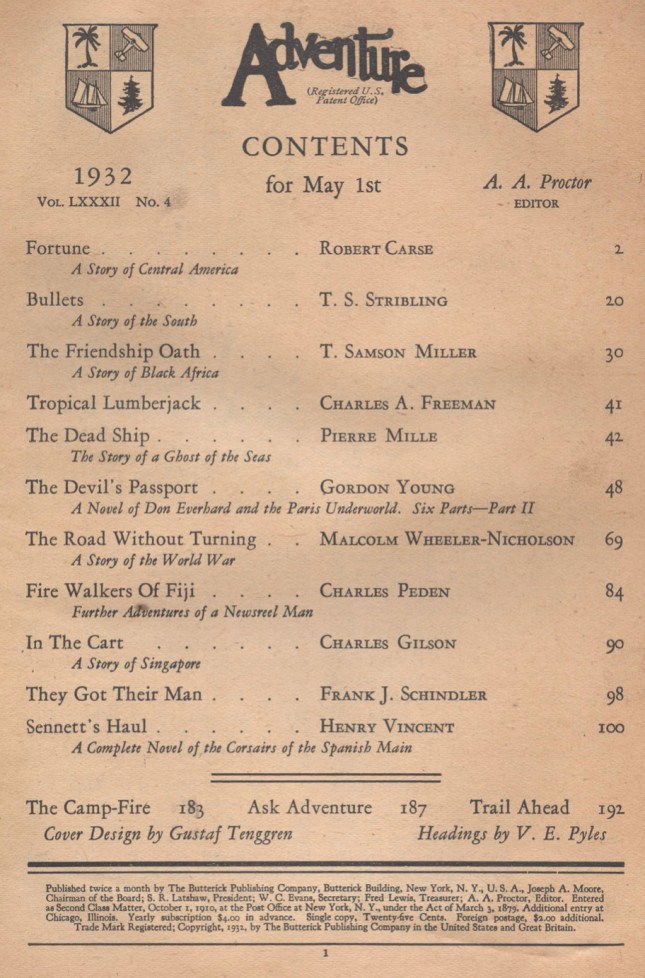 Adventure
(Registered U. S.
Patent Office)
CONTENTS
1932
for May 1st
A. A. Proctor
VOL. LXXXII No. 4
EDITOR
Fortune . . . . . . . . ROBERT CARSE 2
A Story of Central America
Bullets . . . . . . . . T. S. STRIBLING 20
A Story of the South
The Friendship Oath . . . . T. SAMSON MILLER 30
A Story of Black Africa
Tropical Lumberjack . . . . CHARLES A. FREEMAN 41
The Dead Ship . . . . . . PIERRE MILLE 42
The Story of a Ghost of the Seas
The Devil's Passport . . . . GORDON YOUNG 48
A Novel of Don Everhard and the Paris Underworld. Six Parts—Part II
The Road Without Turning . . MALCOLM WHEELER-NICHOLSON 69
A Story of the World War
Fire Walkers Of Fiji . . . . CHARLES PEDEN 84
Further Adventures of a Newsreel Man
In The Cart . . . . . . CHARLES GILSON 90
A Story of Singapore
They Got Their Man . . . . FRANK J. SCHINDLER 98
Sennett's Haul . . . . . . HENRY VINCENT 100
A Complete Novel of the Corsairs of the Spanish Main
The Camp-Fire 183 Ask Adventure 187 Trail Ahead 192
Cover Design by Gustaf Tenggren Headings by V. E. Pyles
Published twice a month by The Butterick Publishing Company, Butterick Building, New York, N. Y., U. S. A., Joseph A. Moore,
Chairman of the Board; S. R. Latshaw, President; W. C. Evans, Secretary; Fred Lewis, Treasurer; A. A. Proctor, Editor. Entered
as Second Class Matter, October 1, 1910, at the Post Office at New York, N. Y., under the Act of March 3, 1879. Additional entry at
Chicago, Illinois. Yearly subscription $4.00 in advance. Single copy, Twenty-five Cents. Foreign postage, $2.00 additional.
Trade Mark Registered; Copyright, 1932, by The Butterick Publishing Company in the United States and Great Britain.
1